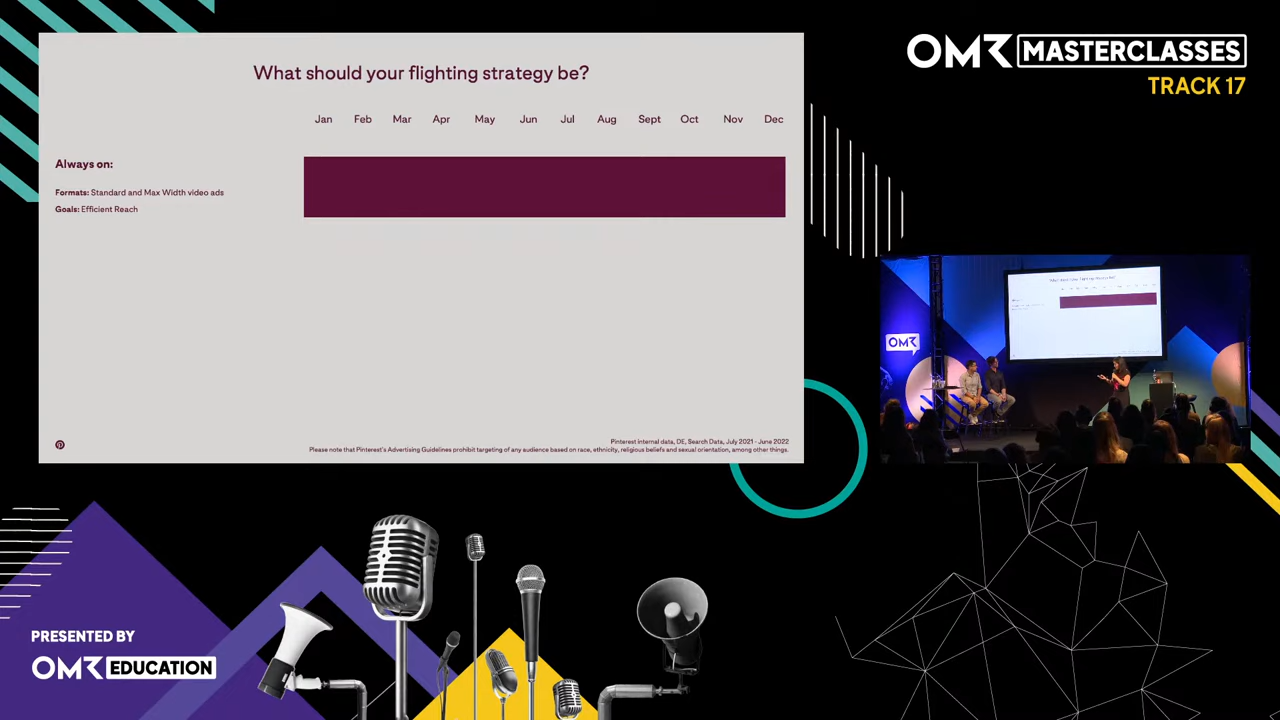 What should your flighting strategy be?
Jan Feb Mar Apr May Jun Jul Aug Sept Oct Nov Dec
Always on:
Formats: Standard and Max Width video ads
Goals: Efficient Reach
Pinterest internal data, DE, Search Data, July 2021 - June 2022
Please note that Pinterest's Advertising Guidelines prohibit targeting of any audience based on race, ethnicity, religious beliefs and sexual orientation, among other things.
OMR MASTERCLASSES
TRACK 17
OMR
PRESENTED BY
OMR EDUCATION